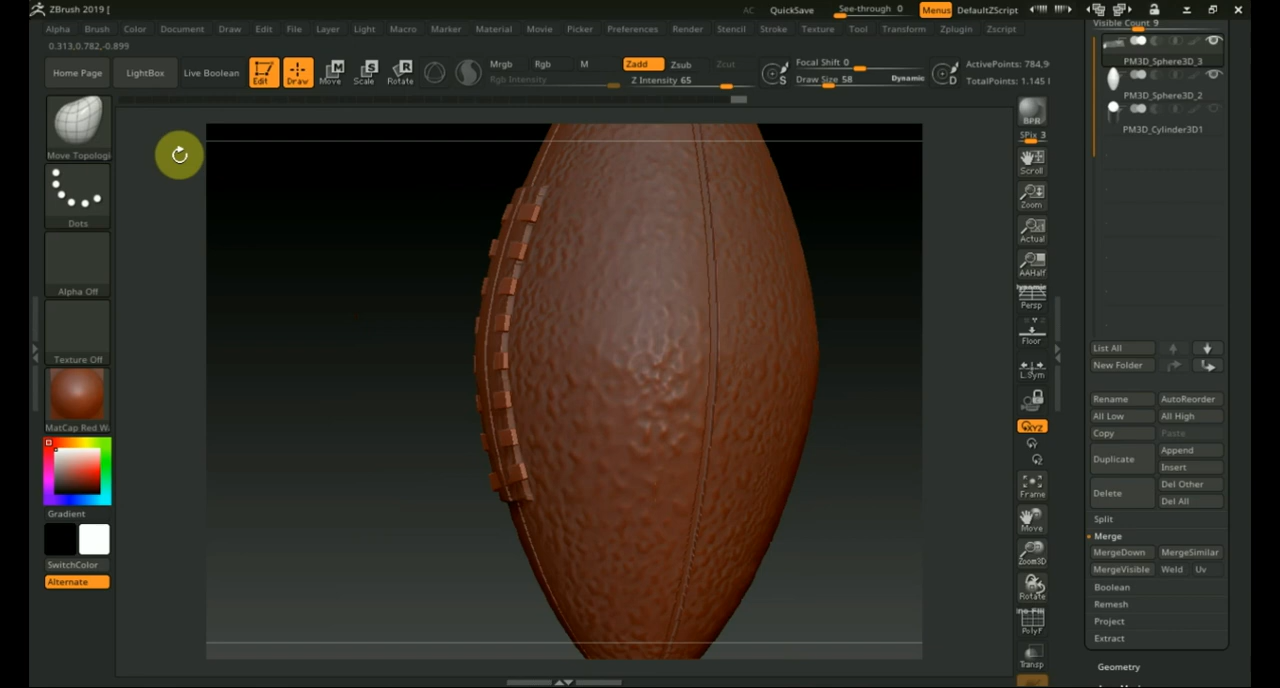 ZBrush 2019 [
AC QuickSave See-through 0 Menus DefaultZScript
Visible Count 9
Alpha Brush Color Document Draw Edit File Layer Light Macro Marker Material Movie Picker Preferences Render Stencil Stroke Texture Tool Transform Zplugin Zscript
0.313,0.782,-0.899
Home Page LightBox Live Boolean Edit Draw Move Scale Rotate
Mrgb Rgb M Zadd Zsub Zcut
Rgb Intensity Z Intensity 65
Focal Shift 0
Draw Size 58 Dynamic
S
D
ActivePoints: 784,9
TotalPoints: 1.145
PM3D_Sphere3D_3
PM3D_Sphere3D_2
PM3D_Cylinder3D1
Move Topologi
Dots
Alpha Off
Texture Off
MatCap Red W
Gradient
SwitchColor
Alternate
BPR
SPix 3
Scroll
Zoom
Actual
AAHalf
Dynamic
Persp
Floor
L.Sym
XYZ
Frame
Move
Zoom3D
Rotate
Line Fill
PolyF
Transp
List All
New Folder
Rename AutoReorder
All Low All High
Copy Paste
Duplicate Append
Insert
Delete Del Other
Del All
Split
Merge
MergeDown MergeSimilar
MergeVisible Weld Uv
Boolean
Remesh
Project
Extract
Geometry